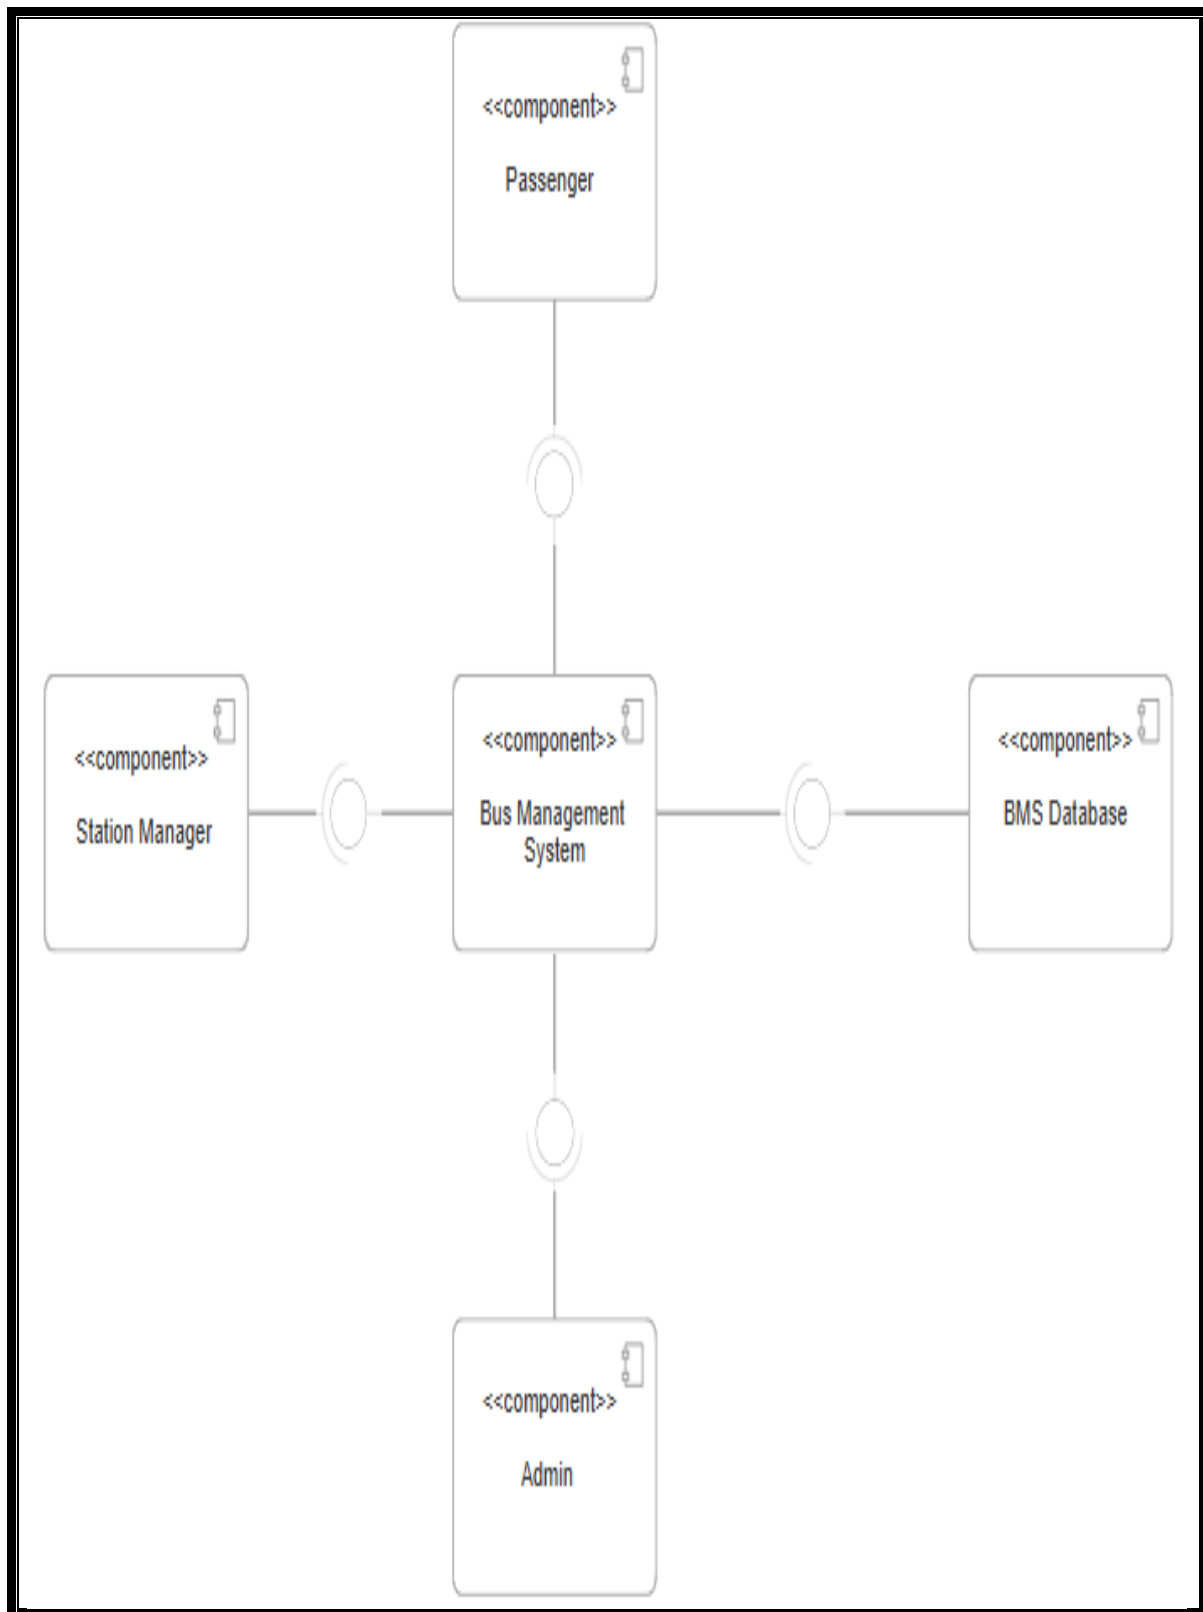 <<component>>
Passenger
<<component>>
Station Manager
<<component>>
Bus Management
System
<<component>>
BMS Database
<<component>>
Admin